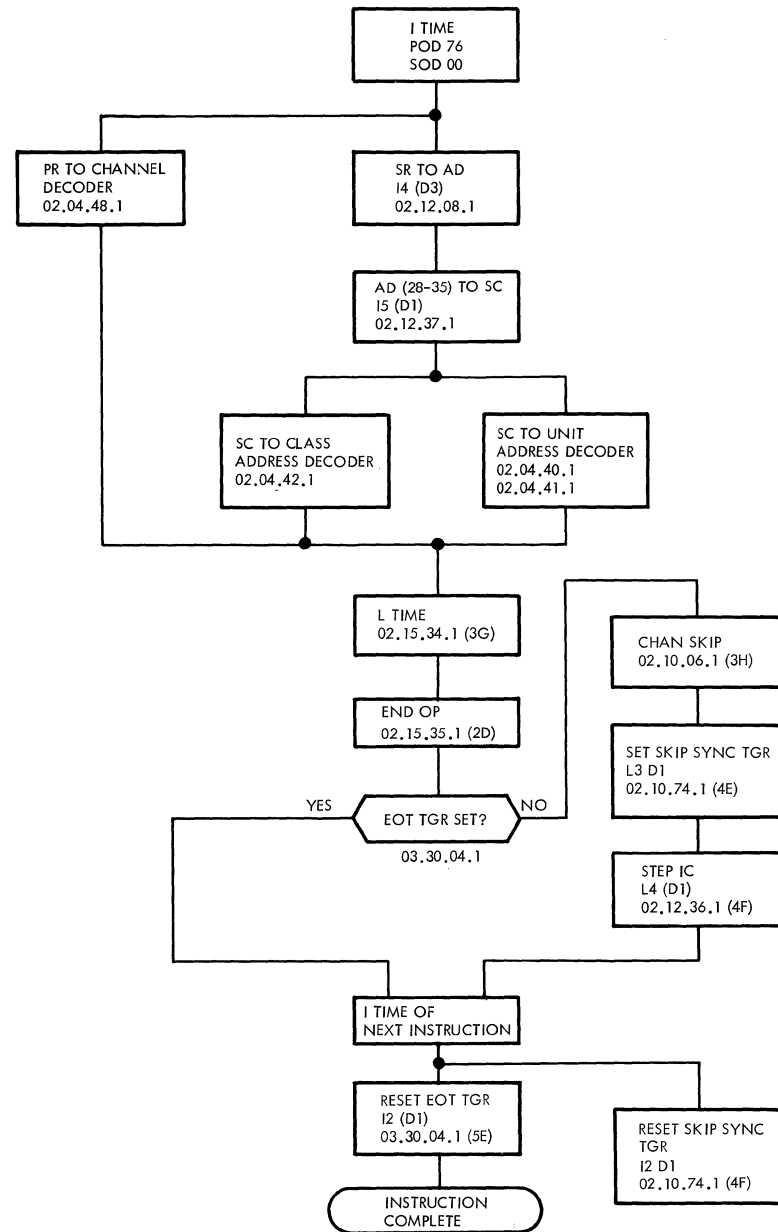 I TIME
POD 76
SOD 00
PR TO CHANNEL
DECODER
02.04.48.1
SR TO AD
I4 (D3)
02.12.08.1
AD (28-35) TO SC
I5 (D1)
02.12.37.1
SC TO CLASS
ADDRESS DECODER
02.04.42.1
SC TO UNIT
ADDRESS DECODER
02.04.40.1
02.04.41.1
L TIME
02.15.34.1 (3G)
END OP
02.15.35.1 (2D)
YES
EOT TGR SET?
NO
03.30.04.1
CHAN SKIP
02.10.06.1 (3H)
SET SKIP SYNC TGR
L3 D1
02.10.74.1 (4E)
STEP IC
L4 (D1)
02.12.36.1 (4F)
I TIME OF
NEXT INSTRUCTION
RESET EOT TGR
I2 (D1)
03.30.04.1 (5E)
RESET SKIP SYNC
TGR
I2 D1
02.10.74.1 (4F)
INSTRUCTION
COMPLETE